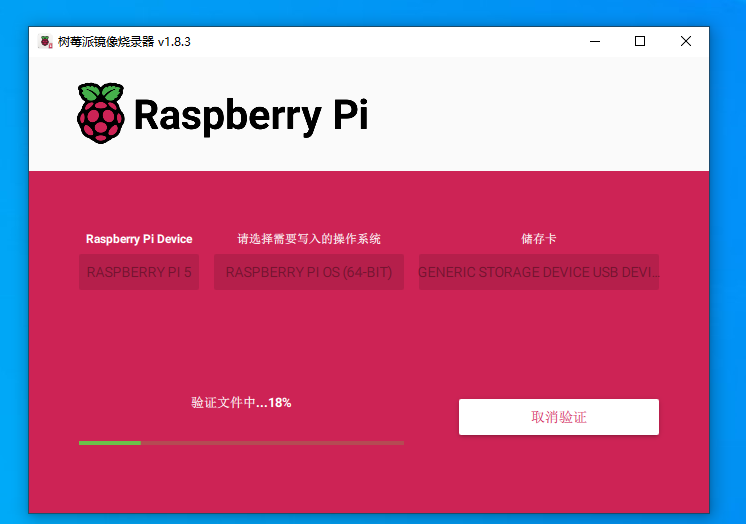 树莓派镜像烧录器 v1.8.3
Raspberry Pi
Raspberry Pi Device
请选择需要写入的操作系统
储存卡
RASPBERRY PI 5
RASPBERRY PI OS (64-BIT)
GENERIC STORAGE DEVICE USB DEVI...
验证文件中...18%
取消验证